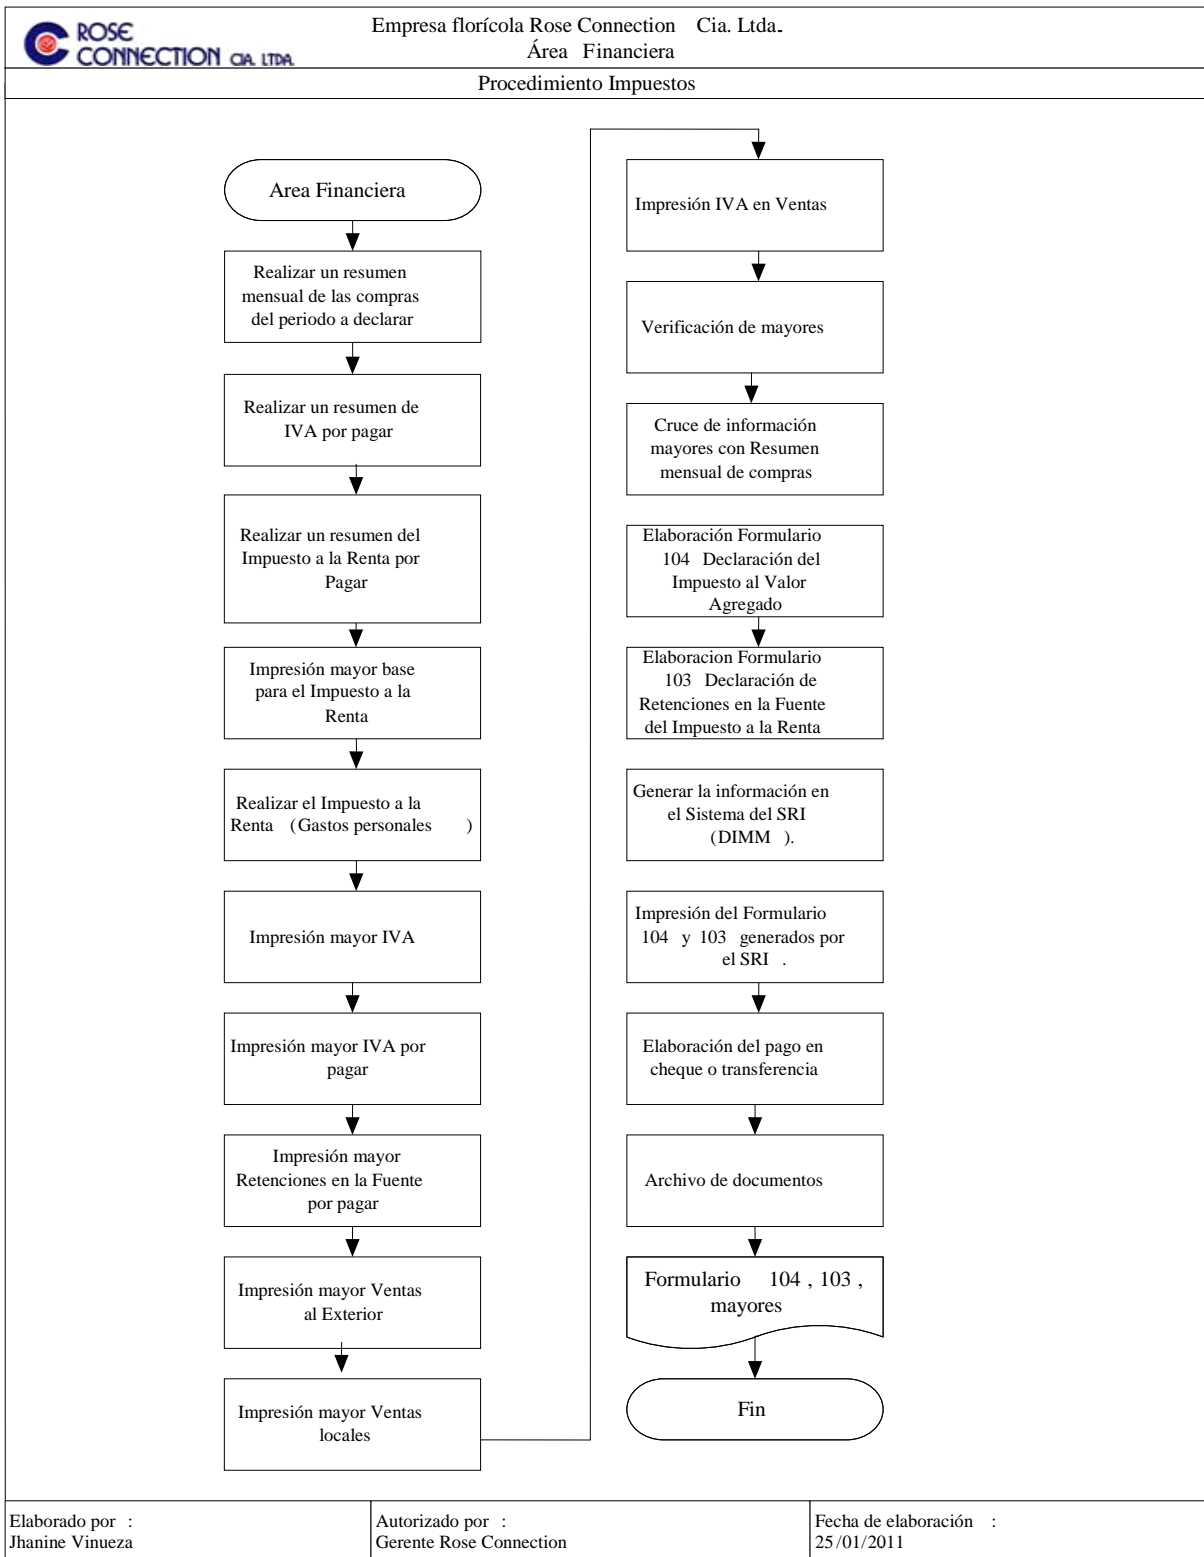 ROSE
CONNECTION CIA. LTDA.
Empresa florícola Rose Connection Cia. Ltda.
Área Financiera
Procedimiento Impuestos
Area Financiera
Realizar un resumen
mensual de las compras
del periodo a declarar
Realizar un resumen de
IVA por pagar
Realizar un resumen del
Impuesto a la Renta por
Pagar
Impresión mayor base
para el Impuesto a la
Renta
Realizar el Impuesto a la
Renta (Gastos personales )
Impresión mayor IVA
Impresión mayor IVA por
pagar
Impresión mayor
Retenciones en la Fuente
por pagar
Impresión mayor Ventas
al Exterior
Impresión mayor Ventas
locales
Impresión IVA en Ventas
Verificación de mayores
Cruce de información
mayores con Resumen
mensual de compras
Elaboración Formulario
104 Declaración del
Impuesto al Valor
Agregado
Elaboracion Formulario
103 Declaración de
Retenciones en la Fuente
del Impuesto a la Renta
Generar la información en
el Sistema del SRI
(DIMM ).
Impresión del Formulario
104 y 103 generados por
el SRI .
Elaboración del pago en
cheque o transferencia
Archivo de documentos
Formulario 104 , 103 ,
mayores
Fin
Elaborado por :
Jhanine Vinueza
Autorizado por :
Gerente Rose Connection
Fecha de elaboración :
25/01/2011